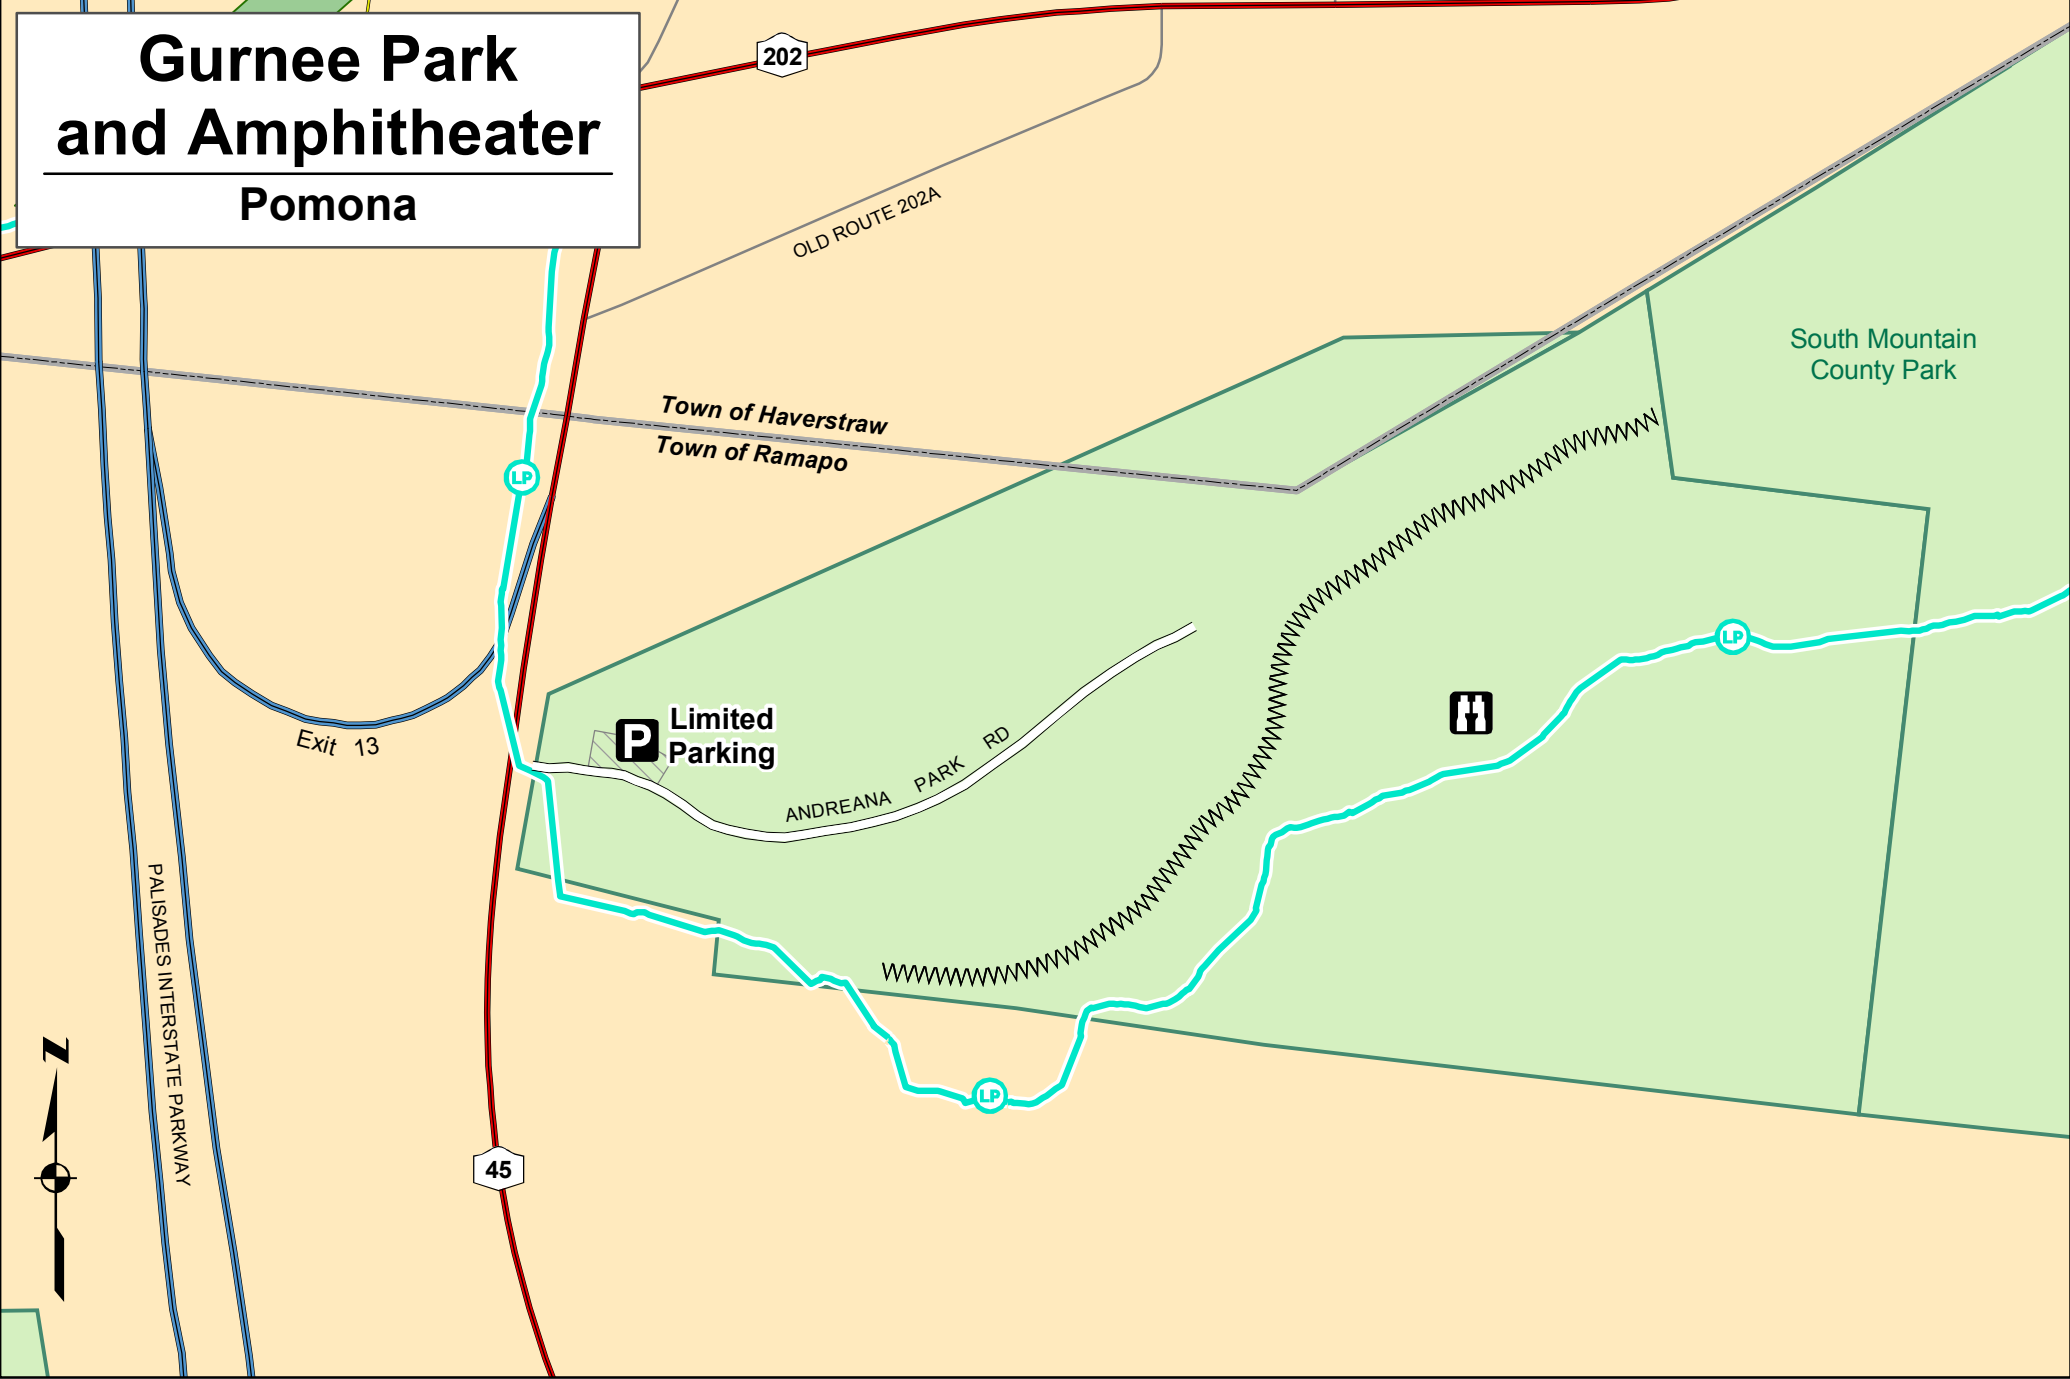 Gurnee Park
and Amphitheater
Pomona
202
OLD ROUTE 202A
South Mountain
County Park
Town of Haverstraw
Town of Ramapo
LP
LP
P
Limited
Parking
Exit 13
ANDREANA PARK RD
PALISADES INTERSTATE PARKWAY
N
LP
45